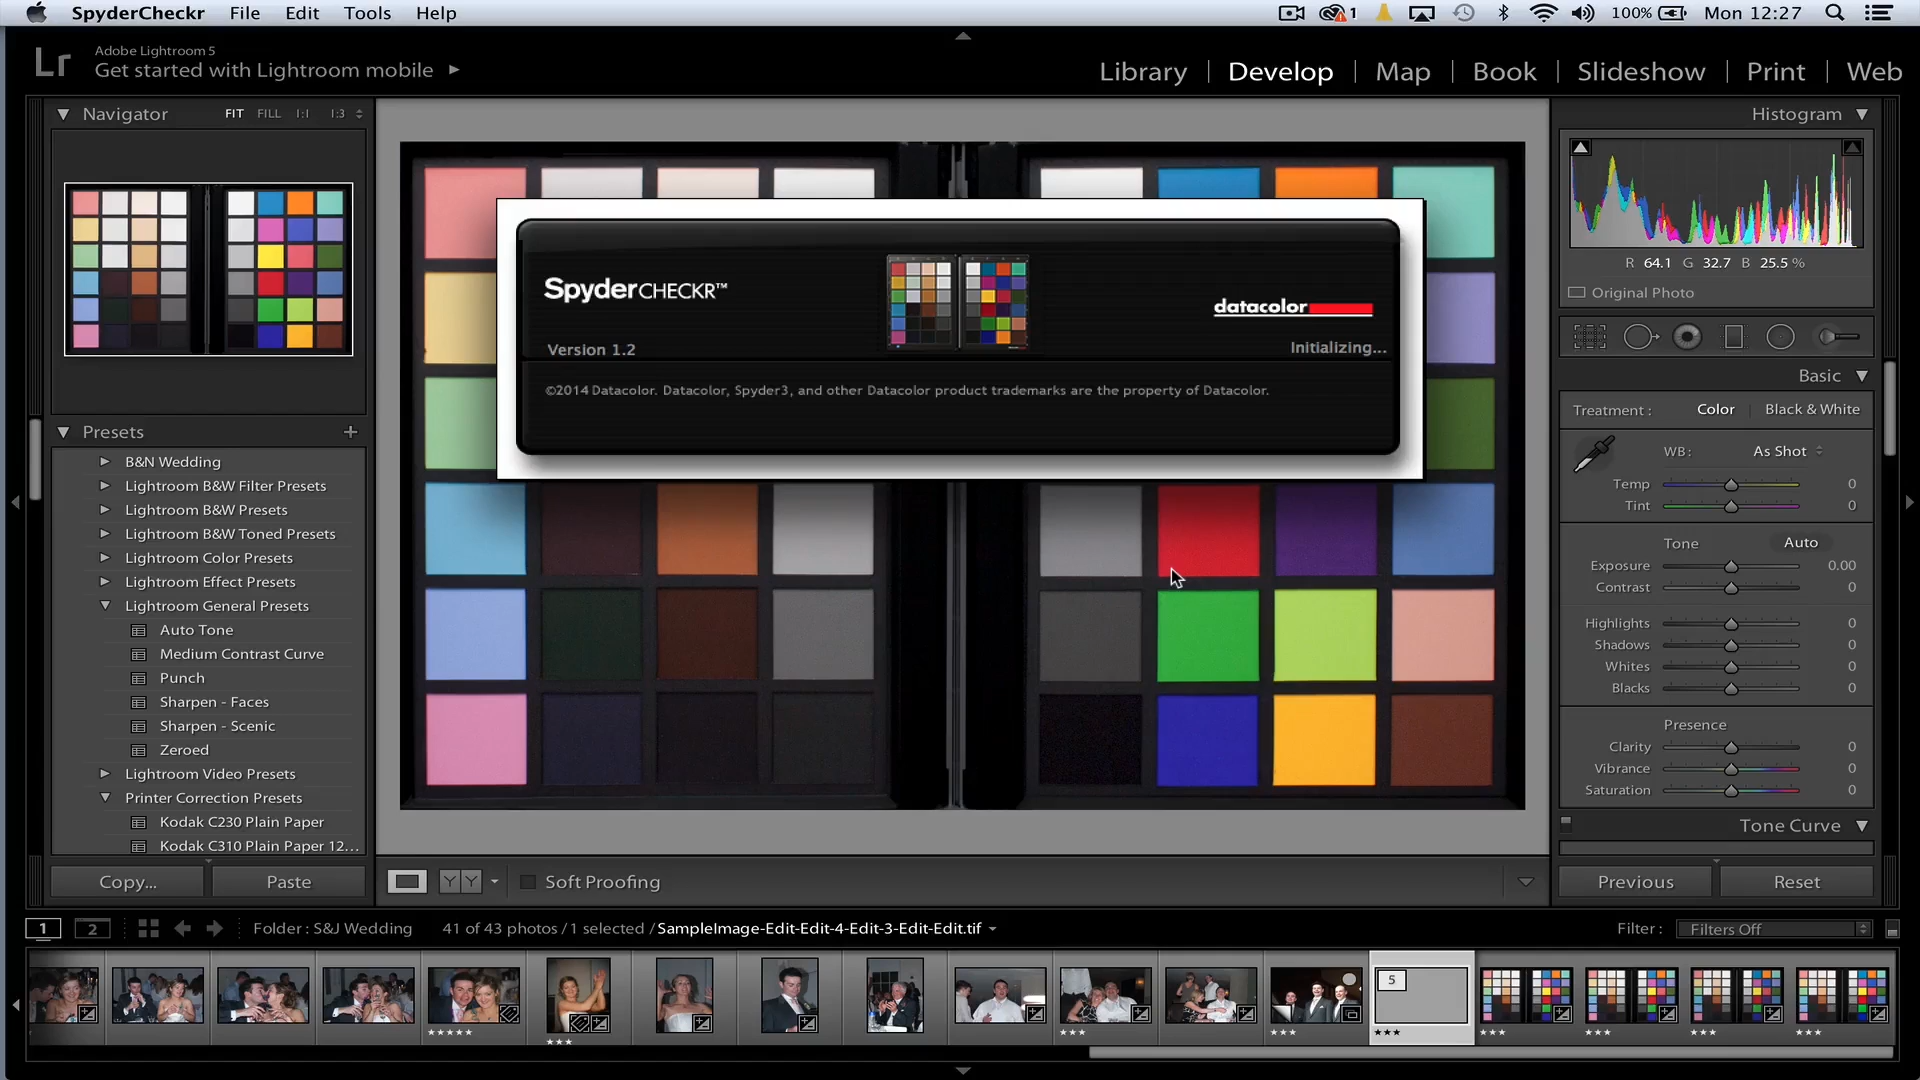 SpyderCheckr File Edit Tools Help
1 100% Mon 12:27
Lr
Adobe Lightroom 5
Get started with Lightroom mobile
Library Develop Map Book Slideshow Print Web
Navigator FIT FILL 1:1 1:3
Presets +
B&N Wedding
Lightroom B&W Filter Presets
Lightroom B&W Presets
Lightroom B&W Toned Presets
Lightroom Color Presets
Lightroom Effect Presets
Lightroom General Presets
Auto Tone
Medium Contrast Curve
Punch
Sharpen - Faces
Sharpen - Scenic
Zeroed
Lightroom Video Presets
Printer Correction Presets
Kodak C230 Plain Paper
Kodak C310 Plain Paper 12...
Copy... Paste
SpyderCHECKR™
datacolor
Version 1.2
Initializing...
©2014 Datacolor. Datacolor, Spyder3, and other Datacolor product trademarks are the property of Datacolor.
YY
Soft Proofing
Histogram
R 64.1 G 32.7 B 25.5 %
Original Photo
Basic
Treatment : Color Black & White
WB: As Shot
Temp 0
Tint 0
Tone Auto
Exposure 0.00
Contrast 0
Highlights 0
Shadows 0
Whites 0
Blacks 0
Presence
Clarity 0
Vibrance 0
Saturation 0
Tone Curve
Previous Reset
1 2 Folder : S&J Wedding 41 of 43 photos / 1 selected / SampleImage-Edit-Edit-4-Edit-3-Edit-Edit.tif
Filter : Filters Off
5